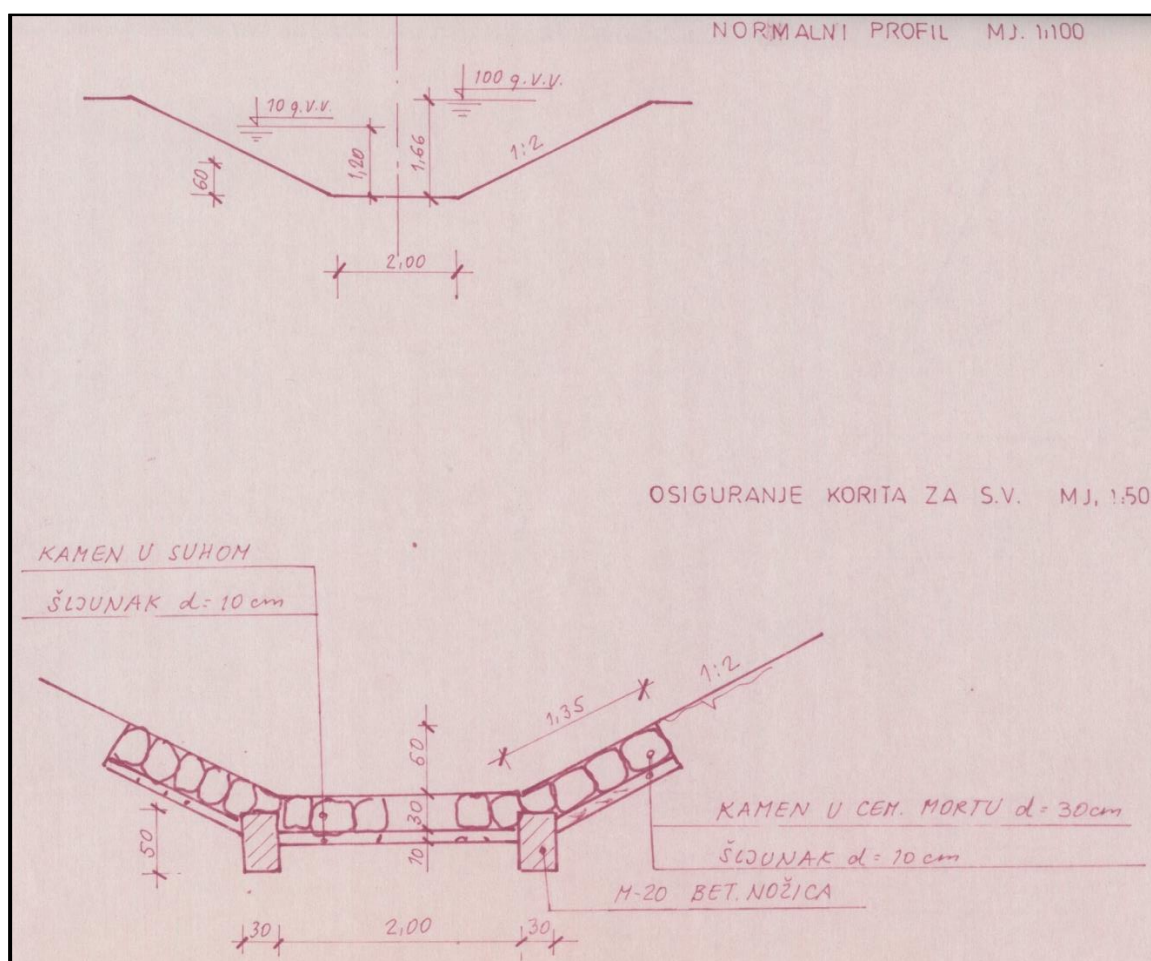 NORMALNI PROFIL MJ. 1:100
100 g.v.v.
10 g.v.v.
1,20
1,66
1:2
60
2,00
OSIGURANJE KORITA ZA S.V. MJ, 1:50
KAMEN U SUHOM
ŠLJUNAK d=10 cm
1:2
1,35
60
30
10
50
KAMEN U CEM. MORTU d=30cm
ŠLJUNAK d=10cm
M-20 BET. NOŽICA
30
2,00
30